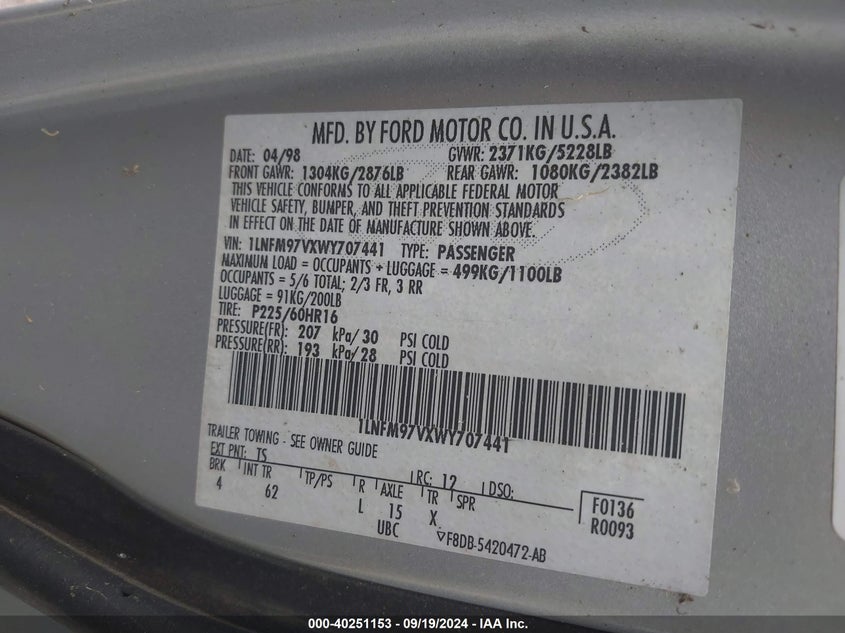 MFD. BY FORD MOTOR CO. IN U.S.A.
DATE: 04/98 GVWR: 2371KG/5228LB
FRONT GAWR: 1304KG/2876LB REAR GAWR: 1080KG/2382LB
THIS VEHICLE CONFORMS TO ALL APPLICABLE FEDERAL MOTOR
VEHICLE SAFETY, BUMPER, AND THEFT PREVENTION STANDARDS
IN EFFECT ON THE DATE OF MANUFACTURE SHOWN ABOVE.
VIN: 1LNFM97VXWY707441 TYPE: PASSENGER
MAXIMUM LOAD = OCCUPANTS + LUGGAGE = 499KG/1100LB
OCCUPANTS = 5/6 TOTAL; 2/3 FR, 3 RR
LUGGAGE = 91KG/200LB
TIRE: P225/60HR16
PRESSURE(FR): 207 kPa/30 PSI COLD
PRESSURE(RR): 193 kPa/28 PSI COLD
1LNFM97VXWY707441
TRAILER TOWING - SEE OWNER GUIDE
EXT PNT: TS RC: 12 DSO:
BRK INT TR TP/PS R AXLE TR SPR
4 62 L 15 X
UBC
F0136
R0093
▽F8DB-5420472-AB
000-40251153 - 09/19/2024 - IAA Inc.